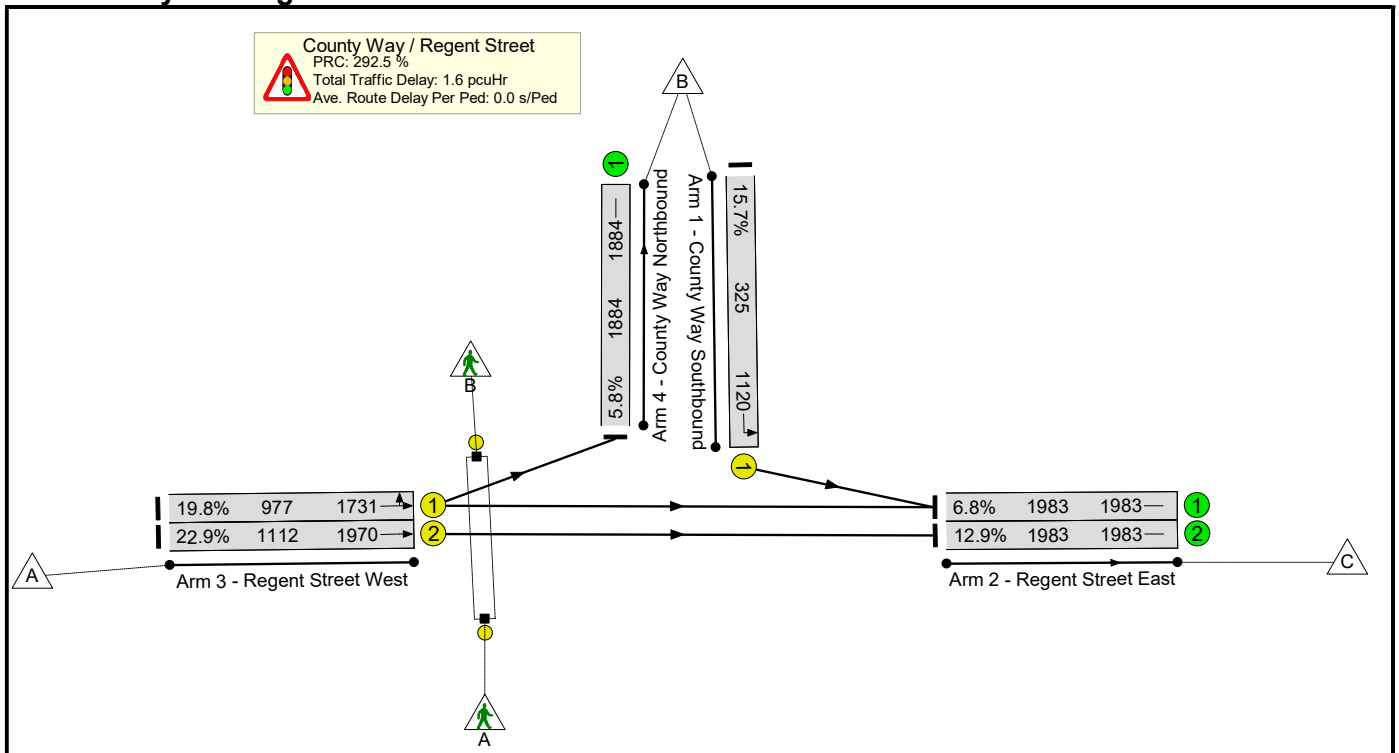 County Way / Regent Street
PRC: 292.5 %
Total Traffic Delay: 1.6 pcuHr
Ave. Route Delay Per Ped: 0.0 s/Ped
B
1
5.8% 1884 1884
Arm 4 - County Way Northbound
Arm 1 - County Way Southbound
15.7% 325 1120
1
B
19.8% 977 1731
1
22.9% 1112 1970
2
A
Arm 3 - Regent Street West
6.8% 1983 1983
1
12.9% 1983 1983
2
Arm 2 - Regent Street East
C
A